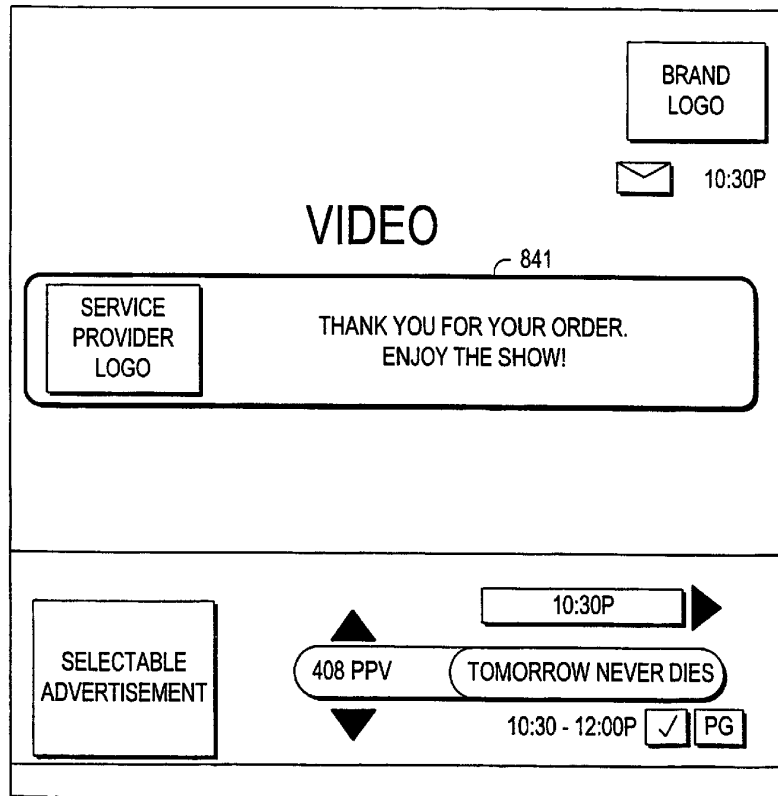 BRAND
LOGO
10:30P
VIDEO
841
SERVICE
PROVIDER
LOGO
THANK YOU FOR YOUR ORDER.
ENJOY THE SHOW!
10:30P
SELECTABLE
ADVERTISEMENT
408 PPV
TOMORROW NEVER DIES
10:30 - 12:00P
PG